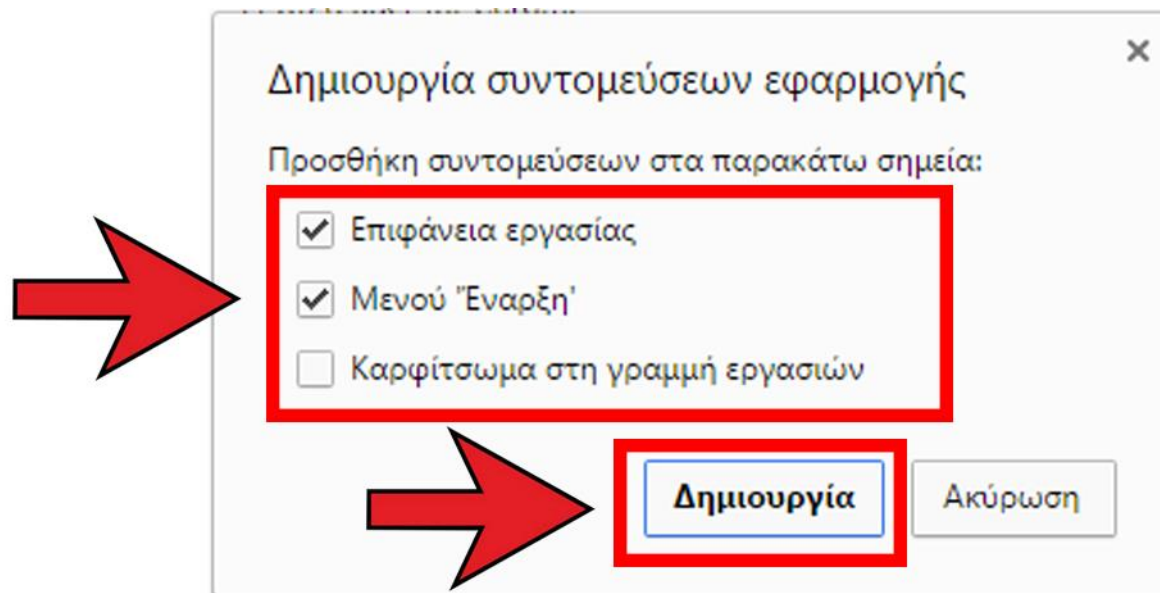 Δημιουργία συντομεύσεων εφαρμογής
Προσθήκη συντομεύσεων στα παρακάτω σημεία:
Επιφάνεια εργασίας
Μενού 'Έναρξη'
Καρφίτσωμα στη γραμμή εργασιών
Δημιουργία Ακύρωση